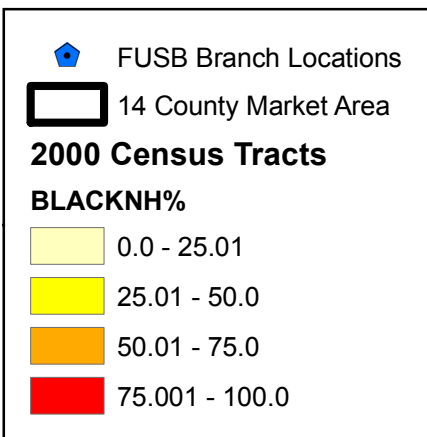 FUSB Branch Locations
14 County Market Area
2000 Census Tracts
BLACKNH%
0.0 - 25.01
25.01 - 50.0
50.01 - 75.0
75.001 - 100.0